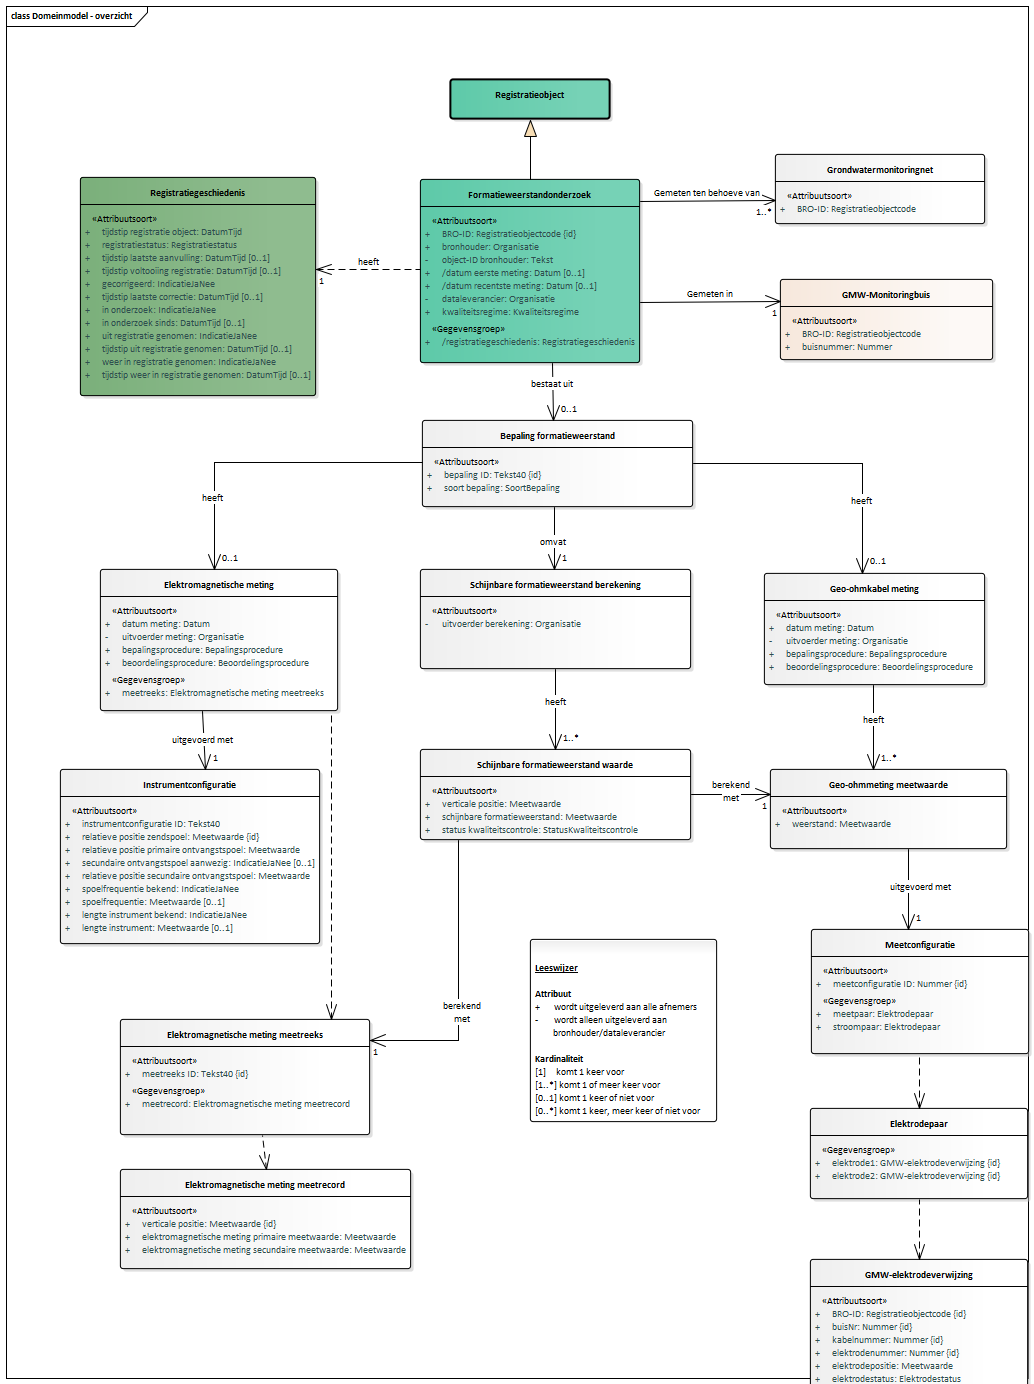 class Domeinmodel - overzicht
Registratieobject
Registratiegeschiedenis
«Attribuutsoort»
+ tijdstip registratie object: DatumTijd
+ registratiestatus: Registratiestatus
+ tijdstip laatste aanvulling: DatumTijd [0..1]
+ tijdstip voltooiing registratie: DatumTijd [0..1]
+ gecorrigeerd: IndicatieJaNee
+ tijdstip laatste correctie: DatumTijd [0..1]
+ in onderzoek: IndicatieJaNee
+ in onderzoek sinds: DatumTijd [0..1]
+ uit registratie genomen: IndicatieJaNee
+ tijdstip uit registratie genomen: DatumTijd [0..1]
+ weer in registratie genomen: IndicatieJaNee
+ tijdstip weer in registratie genomen: DatumTijd [0..1]
heeft
1
Formatieweerstandonderzoek
«Attribuutsoort»
+ BRO-ID: Registratieobjectcode {id}
+ bronhouder: Organisatie
- object-ID bronhouder: Tekst
+ /datum eerste meting: Datum [0..1]
+ /datum recentste meting: Datum [0..1]
- dataleverancier: Organisatie
+ kwaliteitsregime: Kwaliteitsregime
«Gegevensgroep»
+ /registratiegeschiedenis: Registratiegeschiedenis
Gemeten ten behoeve van
1..*
Grondwatermonitoringnet
«Attribuutsoort»
+ BRO-ID: Registratieobjectcode
Gemeten in
1
GMW-Monitoringbuis
«Attribuutsoort»
+ BRO-ID: Registratieobjectcode
+ buisnummer: Nummer
bestaat uit
0..1
Bepaling formatieweerstand
«Attribuutsoort»
+ bepaling ID: Tekst40 {id}
+ soort bepaling: SoortBepaling
heeft
0..1
omvat
1
heeft
0..1
Elektromagnetische meting
«Attribuutsoort»
+ datum meting: Datum
- uitvoerder meting: Organisatie
+ bepalingsprocedure: Bepalingsprocedure
+ beoordelingsprocedure: Beoordelingsprocedure
«Gegevensgroep»
+ meetreeks: Elektromagnetische meting meetreeks
Schijnbare formatieweerstand berekening
«Attribuutsoort»
- uitvoerder berekening: Organisatie
Geo-ohmkabel meting
«Attribuutsoort»
+ datum meting: Datum
- uitvoerder meting: Organisatie
+ bepalingsprocedure: Bepalingsprocedure
+ beoordelingsprocedure: Beoordelingsprocedure
uitgevoerd met
1
heeft
1..*
heeft
1..*
Instrumentconfiguratie
«Attribuutsoort»
+ instrumentconfiguratie ID: Tekst40
+ relatieve positie zendspoel: Meetwaarde {id}
+ relatieve positie primaire ontvangstspoel: Meetwaarde
+ secundaire ontvangstspoel aanwezig: IndicatieJaNee [0..1]
+ relatieve positie secundaire ontvangstspoel: Meetwaarde
+ spoelfrequentie bekend: IndicatieJaNee
+ spoelfrequentie: Meetwaarde [0..1]
+ lengte instrument bekend: IndicatieJaNee
+ lengte instrument: Meetwaarde [0..1]
Schijnbare formatieweerstand waarde
«Attribuutsoort»
+ verticale positie: Meetwaarde
+ schijnbare formatieweerstand: Meetwaarde
+ status kwaliteitscontrole: StatusKwaliteitscontrole
berekend
met
1
Geo-ohmmeting meetwaarde
«Attribuutsoort»
+ weerstand: Meetwaarde
uitgevoerd met
1
Meetconfiguratie
«Attribuutsoort»
+ meetconfiguratie ID: Nummer {id}
«Gegevensgroep»
+ meetpaar: Elektrodepaar
+ stroompaar: Elektrodepaar
Leeswijzer
Attribuut
+ wordt uitgeleverd aan alle afnemers
- wordt alleen uitgeleverd aan
bronhouder/dataleverancier
Kardinaliteit
[1] komt 1 keer voor
[1..*] komt 1 of meer keer voor
[0..1] komt 1 keer of niet voor
[0..*] komt 1 keer, meer keer of niet voor
berekend
met
1
Elektromagnetische meting meetreeks
«Attribuutsoort»
+ meetreeks ID: Tekst40 {id}
«Gegevensgroep»
+ meetrecord: Elektromagnetische meting meetrecord
Elektromagnetische meting meetrecord
«Attribuutsoort»
+ verticale positie: Meetwaarde {id}
+ elektromagnetische meting primaire meetwaarde: Meetwaarde
+ elektromagnetische meting secundaire meetwaarde: Meetwaarde
Elektrodepaar
«Gegevensgroep»
+ elektrode1: GMW-elektrodeverwijzing {id}
+ elektrode2: GMW-elektrodeverwijzing {id}
GMW-elektrodeverwijzing
«Attribuutsoort»
+ BRO-ID: Registratieobjectcode {id}
+ buisNr: Nummer {id}
+ kabelnummer: Nummer {id}
+ elektrodenummer: Nummer {id}
+ elektrodepositie: Meetwaarde
+ elektrodestatus: Elektrodestatus